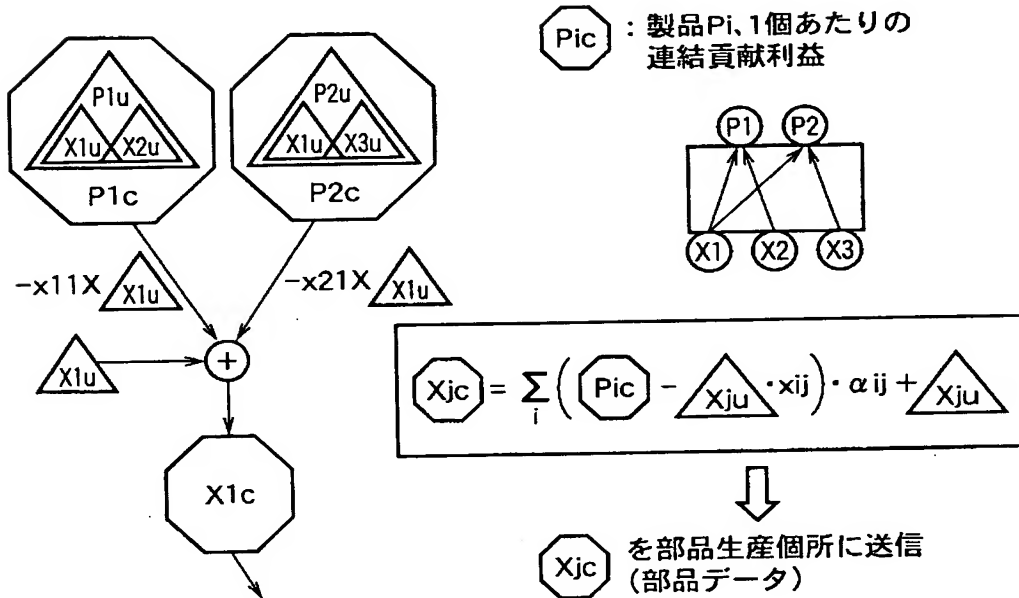 P1u
X1u X2u
P1c
P2u
X1u X3u
P2c
-x11X X1u
-x21X X1u
X1u
+
X1c
Pic : 製品Pi、1個あたりの
連結貢献利益
P1 P2
X1 X2 X3
Xjc = Σ i ( Pic - Xju ・xij ) ・αij + Xju
Xjc を部品生産個所に送信
(部品データ)